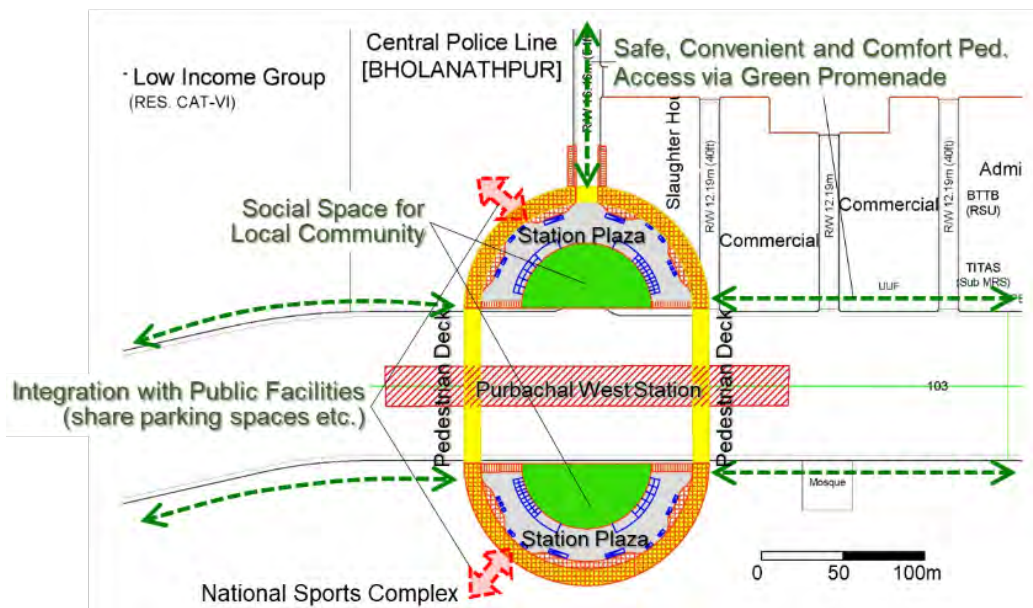 Central Police Line
[BHOLANATHPUR]
Safe, Convenient and Comfort Ped.
Access via Green Promenade
Low Income Group
(RES. CAT-VI)
R/W 12.19m (40ft)
R/W 12.19m
R/W 12.19m (40ft)
Slaughter Hou
Admi
BTTB
(RSU)
Commercial
Commercial
TITAS
(Sub MRS)
Social Space for
Local Community
Station Plaza
UUF
Pedestrian Deck
Pedestrian Deck
Purbachal West Station
103
Integration with Public Facilities
(share parking spaces etc.)
Mosque
Station Plaza
National Sports Complex
0 50 100m